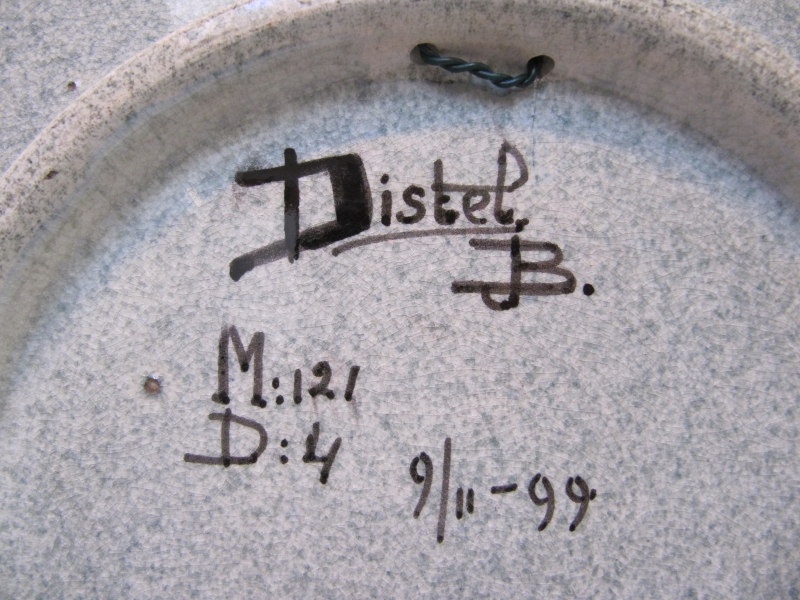 Distel.
B.
M:121
D:4
9/11-99